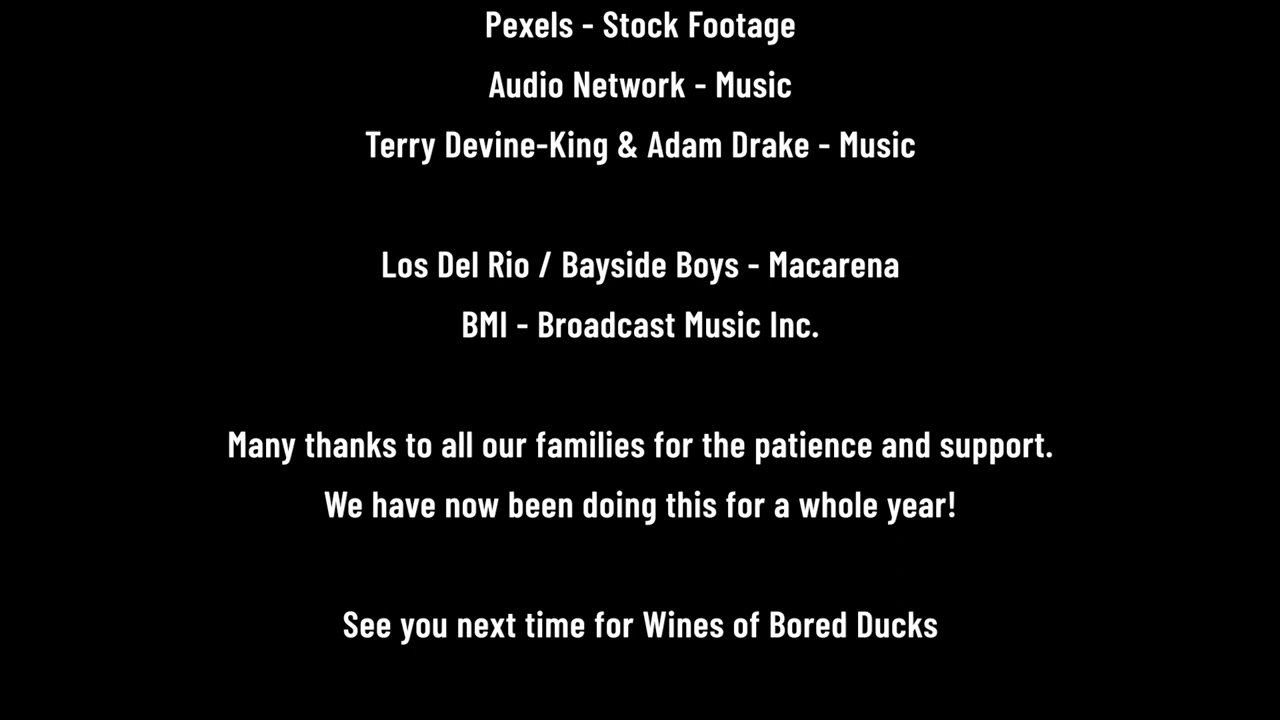 Pexels - Stock Footage
Audio Network - Music
Terry Devine-King & Adam Drake - Music
Los Del Rio / Bayside Boys - Macarena
BMI - Broadcast Music Inc.
Many thanks to all our families for the patience and support.
We have now been doing this for a whole year!
See you next time for Wines of Bored Ducks